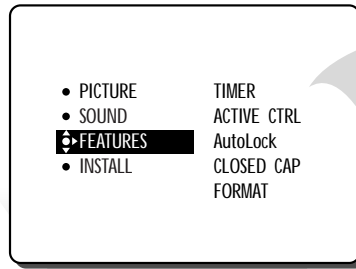 PICTURE
SOUND
FEATURES
INSTALL
TIMER
ACTIVE CTRL
AutoLock
CLOSED CAP
FORMAT